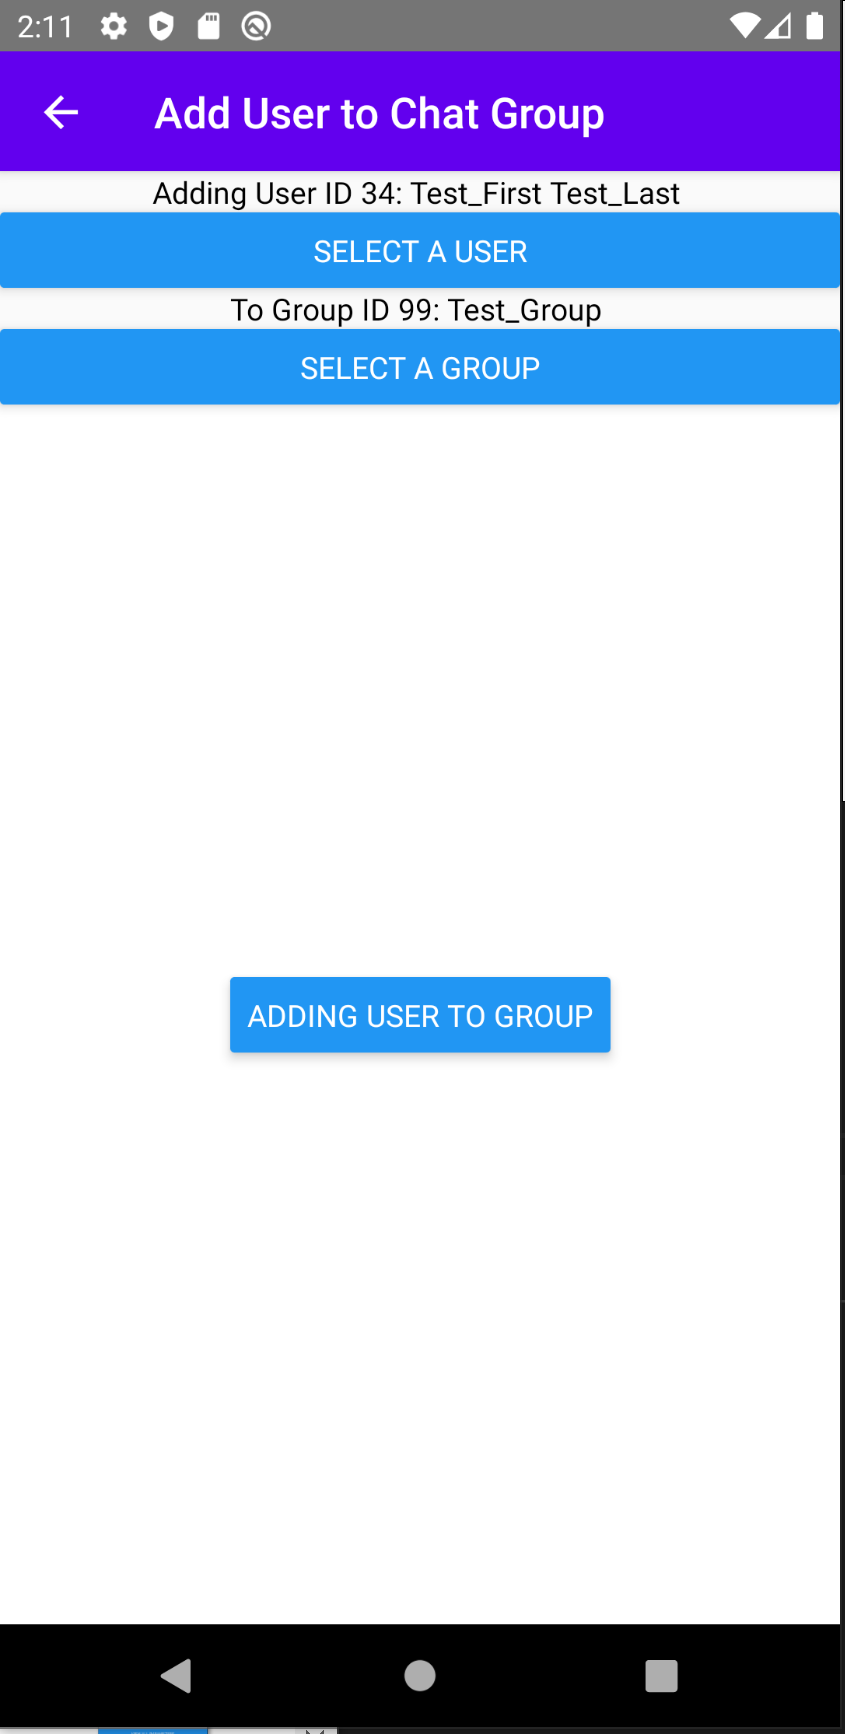 2:11
Add User to Chat Group
Adding User ID 34: Test_First Test_Last
SELECT A USER
To Group ID 99: Test_Group
SELECT A GROUP
ADDING USER TO GROUP